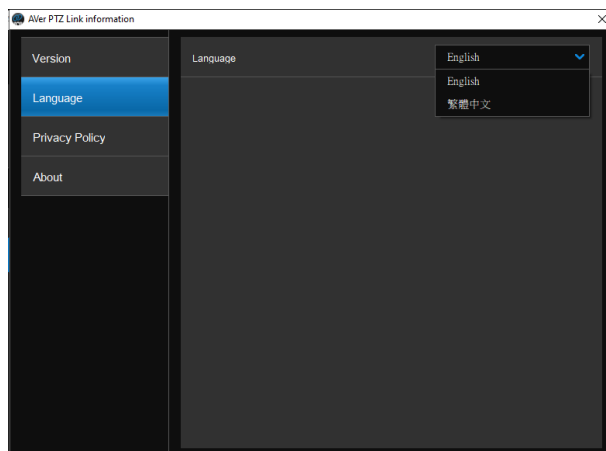 AVer PTZ Link information
Version
Language
Privacy Policy
About
Language
English
English
繁體中文